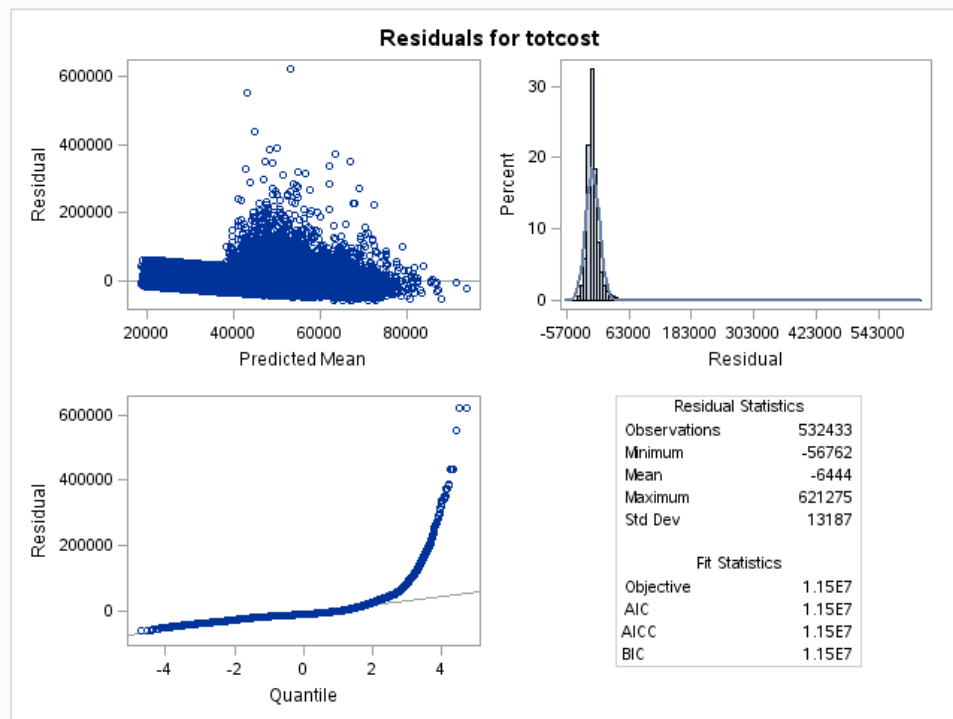 Residuals for totcost
600000
400000
200000
0
Residual
20000 40000 60000 80000
Predicted Mean
30
20
10
0
Percent
-57000 63000 183000 303000 423000 543000
Residual
600000
400000
200000
0
Residual
-4 -2 0 2 4
Quantile
Residual Statistics
Observations 532433
Minimum -56762
Mean -6444
Maximum 621275
Std Dev 13187
Fit Statistics
Objective 1.15E7
AIC 1.15E7
AICC 1.15E7
BIC 1.15E7